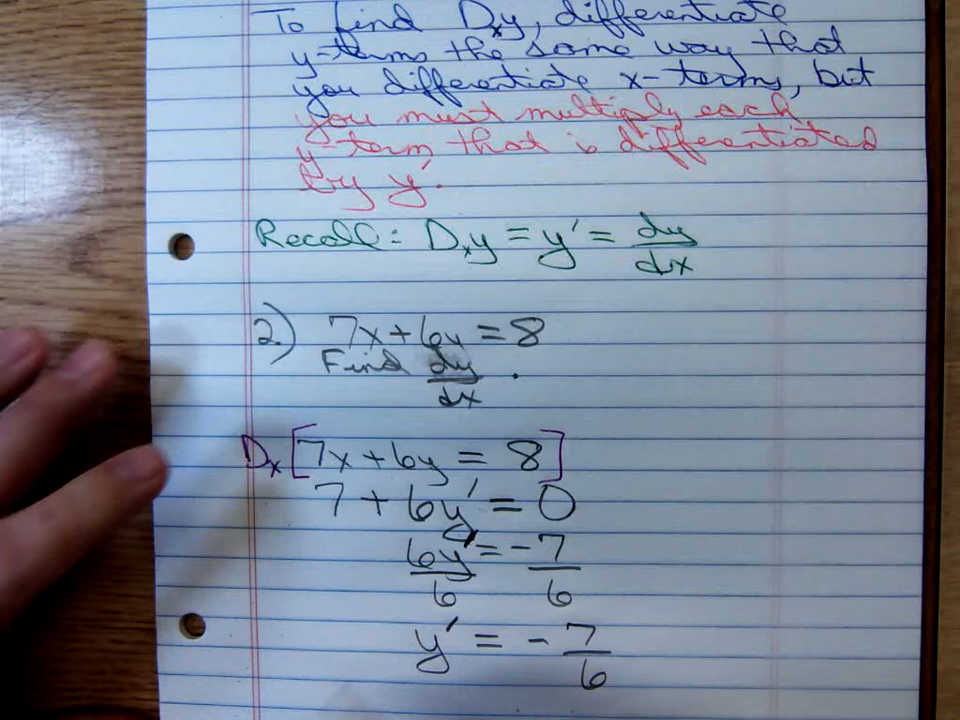 To find Dₓy, differentiate
y-terms the same way that
you differentiate x-terms, but
you must multiply each
y-term that is differentiated
by y'.
Recall: Dₓy = y' = dy/dx
2.) 7x + 6y = 8
Find dy/dx .
Dₓ[7x + 6y = 8]
7 + 6y' = 0
6y'/6 = -7/6
y' = -7/6